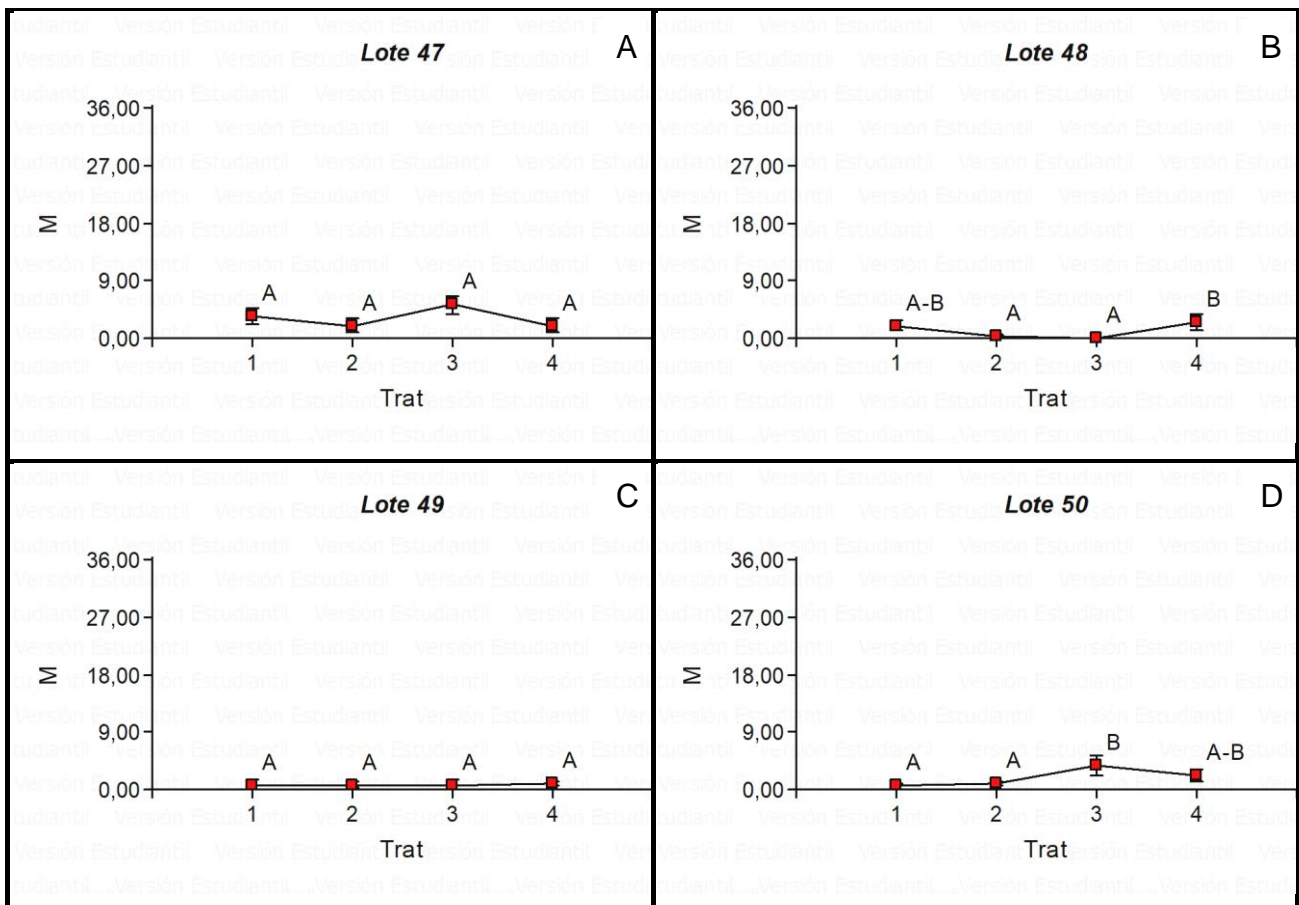 Lote 47 A
36,00
27,00
M 18,00
9,00
A A A A
0,00
1 2 3 4
Trat
Lote 48 B
36,00
27,00
M 18,00
9,00
A-B A A B
0,00
1 2 3 4
Trat
Lote 49 C
36,00
27,00
M 18,00
9,00
A A A A
0,00
1 2 3 4
Trat
Lote 50 D
36,00
27,00
M 18,00
9,00
A A B A-B
0,00
1 2 3 4
Trat
Versión Estudiantil